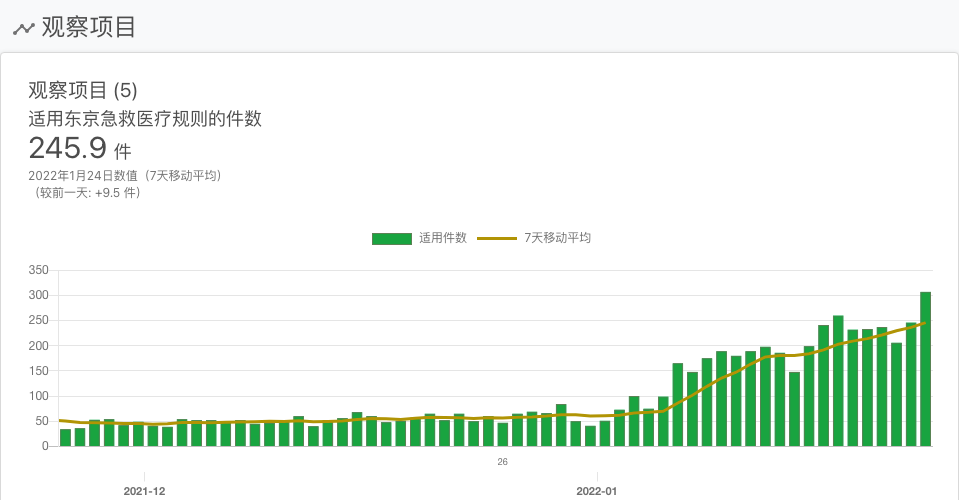 观察项目
观察项目 (5)
适用东京急救医疗规则的件数
245.9 件
2022年1月24日数值（7天移动平均）
（较前一天: +9.5 件）
适用件数 7天移动平均
350
300
250
200
150
100
50
0
26
2021-12 2022-01